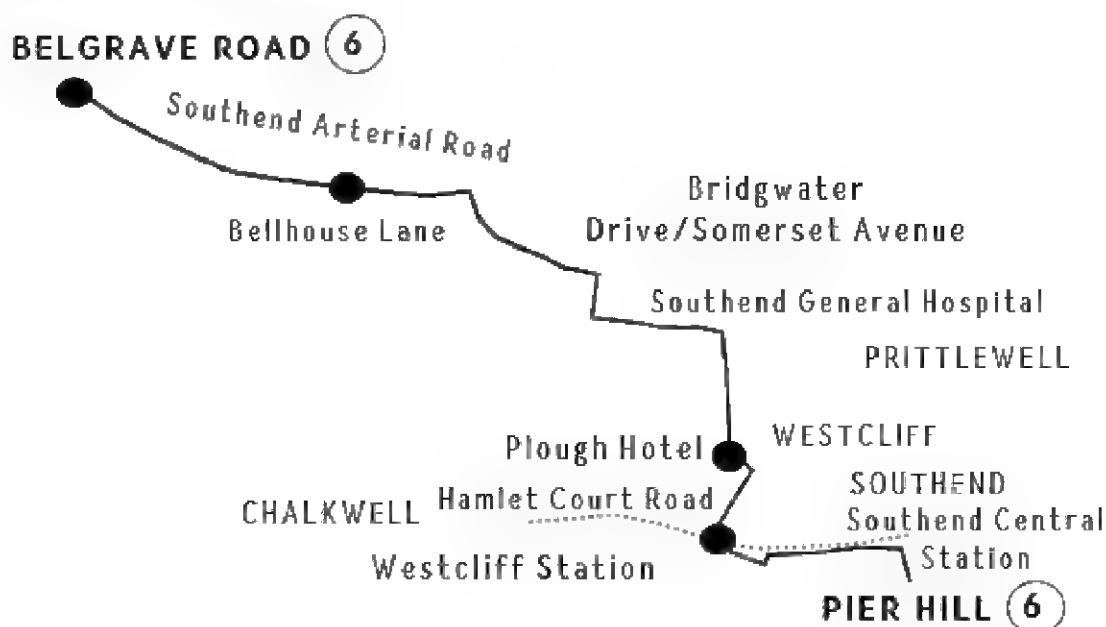 BELGRAVE ROAD 6
Southend Arterial Road
Bellhouse Lane
Bridgwater
Drive/Somerset Avenue
Southend General Hospital
PRITTLEWELL
Plough Hotel
WESTCLIFF
CHALKWELL
Hamlet Court Road
SOUTHEND
Southend Central
Station
Westcliff Station
PIER HILL 6